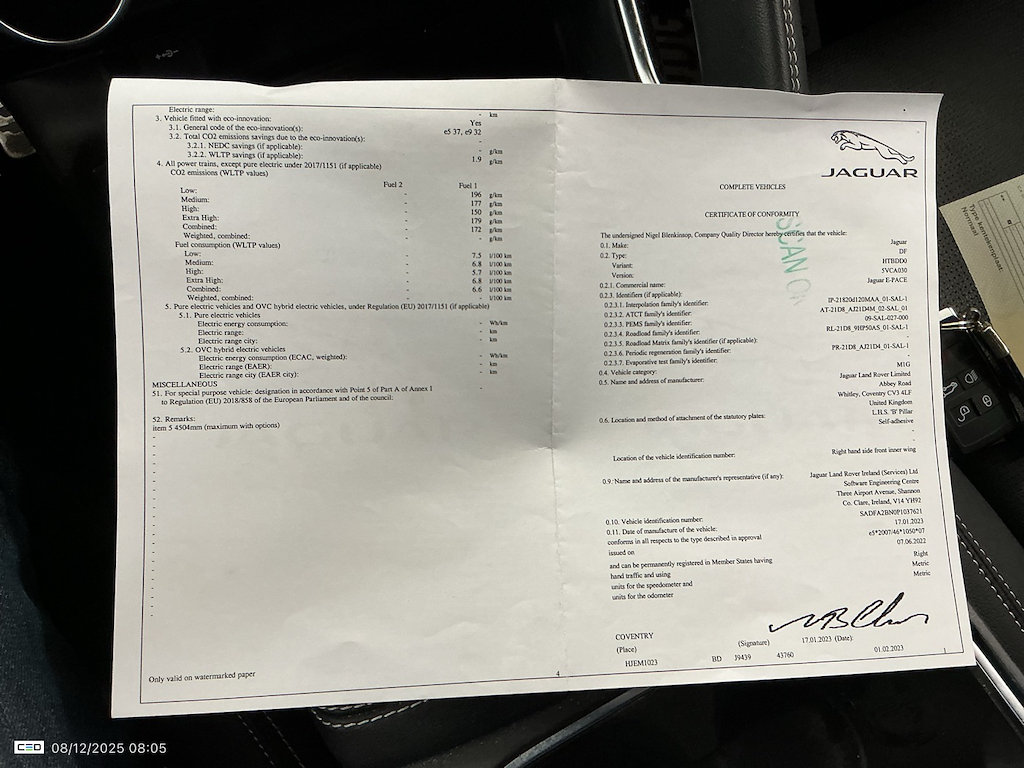 Electric range: - km
3. Vehicle fitted with eco-innovation: Yes
3.1. General code of the eco-innovation(s): e5 37, e9 32
3.2. Total CO2 emissions savings due to the eco-innovation(s): -
3.2.1. NEDC savings (if applicable): - g/km
3.2.2. WLTP savings (if applicable): 1.9 g/km
4. All power trains, except pure electric under 2017/1151 (if applicable)
CO2 emissions (WLTP values)
Fuel 2 Fuel 1
Low: - 196 g/km
Medium: - 177 g/km
High: - 150 g/km
Extra High: - 179 g/km
Combined: - 172 g/km
Weighted, combined: - - g/km
Fuel consumption (WLTP values)
Low: - 7.5 l/100 km
Medium: - 6.8 l/100 km
High: - 5.7 l/100 km
Extra High: - 6.8 l/100 km
Combined: - 6.6 l/100 km
Weighted, combined: - - l/100 km
5. Pure electric vehicles and OVC hybrid electric vehicles, under Regulation (EU) 2017/1151 (if applicable)
5.1. Pure electric vehicles
Electric energy consumption: - Wh/km
Electric range: - km
Electric range city: - km
5.2. OVC hybrid electric vehicles
Electric energy consumption (ECAC, weighted): - Wh/km
Electric range (EAER): - km
Electric range city (EAER city): - km
MISCELLANEOUS
51. For special purpose vehicle: designation in accordance with Point 5 of Part A of Annex 1 -
to Regulation (EU) 2018/858 of the European Parliament and of the council:
52. Remarks:
item 5 4504mm (maximum with options)
Only valid on watermarked paper
4
JAGUAR
COMPLETE VEHICLES
CERTIFICATE OF CONFORMITY
SCAN
The undersigned Nigel Blenkinsop, Company Quality Director hereby certifies that the vehicle:
0.1. Make: Jaguar
0.2. Type: DF
Variant: HTBDD0
Version: 5VCA030
0.2.1. Commercial name: Jaguar E-PACE
0.2.3. Identifiers (if applicable):
0.2.3.1. Interpolation family's identifier: IP-21820d120MAA_01-SAL-1
0.2.3.2. ATCT family's identifier: AT-21D8_AJ21D4M_02-SAL_01
0.2.3.3. PEMS family's identifier: 09-SAL-027-000
0.2.3.4. Roadload family's identifier: RL-21D8_9HP50AS_01-SAL-1
0.2.3.5. Roadload Matrix family's identifier (if applicable): -
0.2.3.6. Periodic regeneration family's identifier: PR-21D8_AJ21D4_01-SAL-1
0.2.3.7. Evaporative test family's identifier: -
0.4. Vehicle category: M1G
0.5. Name and address of manufacturer: Jaguar Land Rover Limited
Abbey Road
Whitley, Coventry CV3 4LF
United Kingdom
0.6. Location and method of attachment of the statutory plates: L.H.S. 'B' Pillar
Self-adhesive
-
-
Location of the vehicle identification number: Right hand side front inner wing
0.9. Name and address of the manufacturer's representative (if any): Jaguar Land Rover Ireland (Services) Ltd
Software Engineering Centre
Three Airport Avenue, Shannon
Co. Clare, Ireland, V14 YH92
0.10. Vehicle identification number: SADFA2BN0P1037621
0.11. Date of manufacture of the vehicle: 17.01.2023
conforms in all respects to the type described in approval e5*2007/46*1050*07
issued on 07.06.2022
and can be permanently registered in Member States having Right
hand traffic and using Metric
units for the speedometer and Metric
units for the odometer
COVENTRY
(Place) (Signature) 17.01.2023 (Date):
HJEM1023 BD J9439 43760 01.02.2023
1
Type kentekenplaat:
Normaal
CEO 08/12/2025 08:05